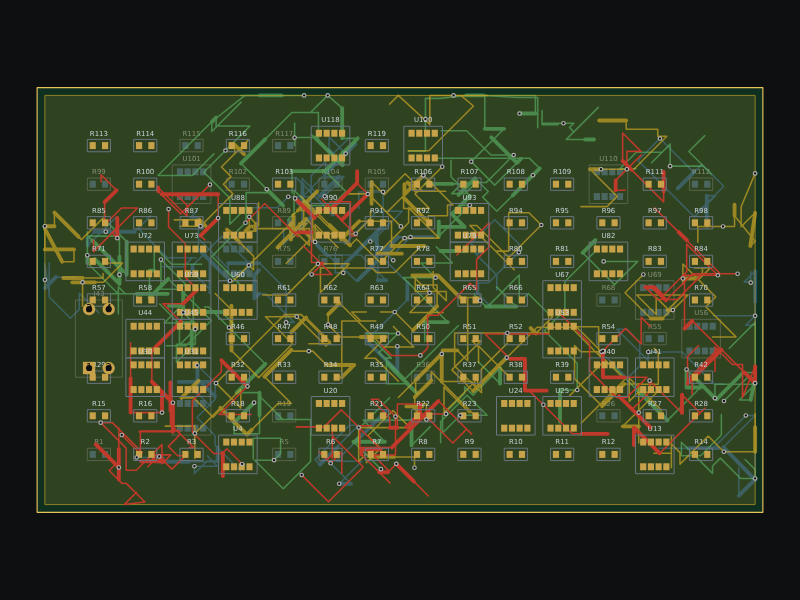 U118 U120
R113 R114 R115 R116 R117 R119
U101 U110
R99 R100 R102 R103 R104 R105 R106 R107 R108 R109 R111 R112
U88 U90 U93
R85 R86 R87 R89 R91 R92 R94 R95 R96 R97 R98
U72 U73 U82
R71 R75 R76 R77 R78 R80 R81 R83 R84
U60 U67 U69
R57 R58 R61 R62 R63 R64 R65 R66 R68 R70
U44 U56
R46 R47 R48 R49 R50 R51 R52 R54 R55
R32 R33 R34 R35 R36 R37 R38 R39 R42
U20 U24 U25
R15 R16 R18 R21 R22 R23 R27 R28
U4 U13
R1 R2 R3 R5 R6 R7 R8 R9 R10 R11 R12 R14